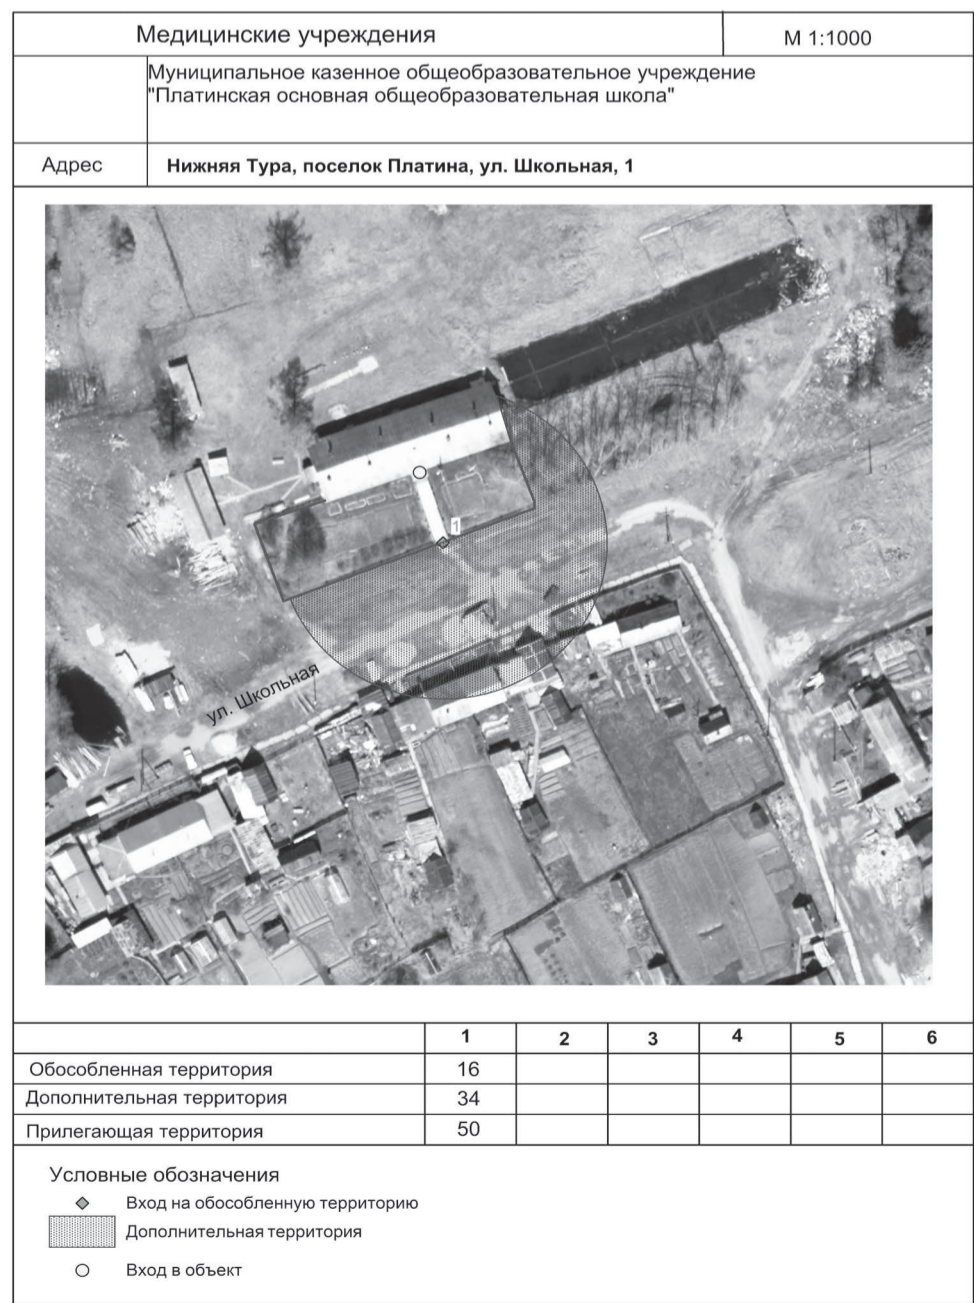 Медицинские учреждения
М 1:1000
Муниципальное казенное общеобразовательное учреждение
"Платинская основная общеобразовательная школа"
Адрес
Нижняя Тура, поселок Платина, ул. Школьная, 1
1
ул. Школьная
1 2 3 4 5 6
Обособленная территория 16
Дополнительная территория 34
Прилегающая территория 50
Условные обозначения
Вход на обособленную территорию
Дополнительная территория
Вход в объект